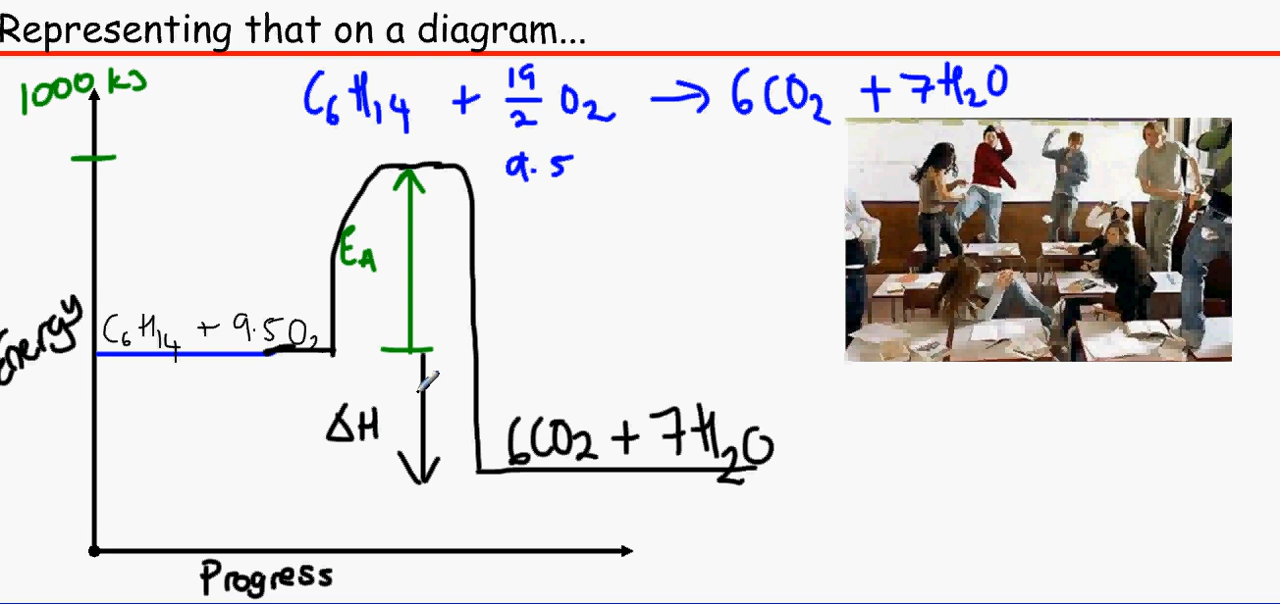 Representing that on a diagram...
1000 kJ
C₆H₁₄ + 19/2 O₂ → 6CO₂ + 7H₂O
9.5
EA
Energy
C₆H₁₄ + 9.5O₂
ΔH
6CO₂ + 7H₂O
Progress